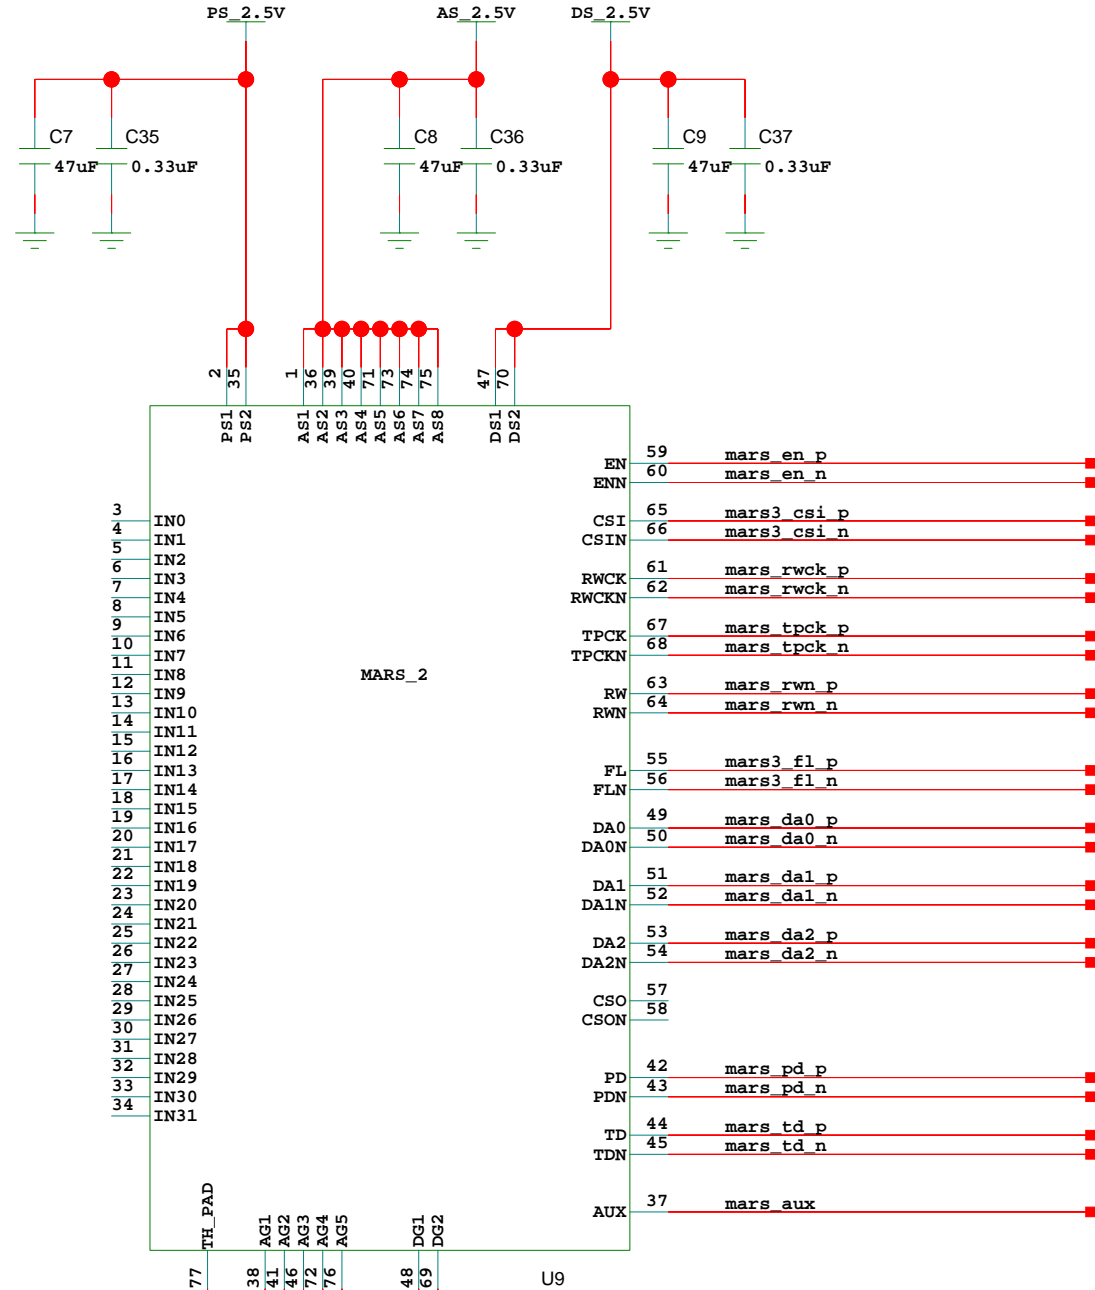 PS_2.5V AS_2.5V DS_2.5V
C7 C35 C8 C36 C9 C37
47uF 0.33uF 47uF 0.33uF 47uF 0.33uF
2 35 1 36 39 40 71 73 74 75 47 70
PS1 PS2 AS1 AS2 AS3 AS4 AS5 AS6 AS7 AS8 DS1 DS2
EN 59 mars_en_p
ENN 60 mars_en_n
3 IN0 CSI 65 mars3_csi_p
4 IN1 CSIN 66 mars3_csi_n
5 IN2
6 IN3 RWCK 61 mars_rwck_p
7 IN4 RWCKN 62 mars_rwck_n
8 IN5
9 IN6 TPCK 67 mars_tpck_p
10 IN7 TPCKN 68 mars_tpck_n
11 IN8 MARS_2
12 IN9 RW 63 mars_rwn_p
13 IN10 RWN 64 mars_rwn_n
14 IN11
15 IN12
16 IN13 FL 55 mars3_fl_p
17 IN14 FLN 56 mars3_fl_n
18 IN15
19 IN16 DA0 49 mars_da0_p
20 IN17 DA0N 50 mars_da0_n
21 IN18
22 IN19 DA1 51 mars_da1_p
23 IN20 DA1N 52 mars_da1_n
24 IN21
25 IN22 DA2 53 mars_da2_p
26 IN23 DA2N 54 mars_da2_n
27 IN24
28 IN25 CSO 57
29 IN26 CSON 58
30 IN27
31 IN28
32 IN29 PD 42 mars_pd_p
33 IN30 PDN 43 mars_pd_n
34 IN31
TD 44 mars_td_p
TDN 45 mars_td_n
AUX 37 mars_aux
TH_PAD AG1 AG2 AG3 AG4 AG5 DG1 DG2
77 38 41 46 72 76 48 69 U9